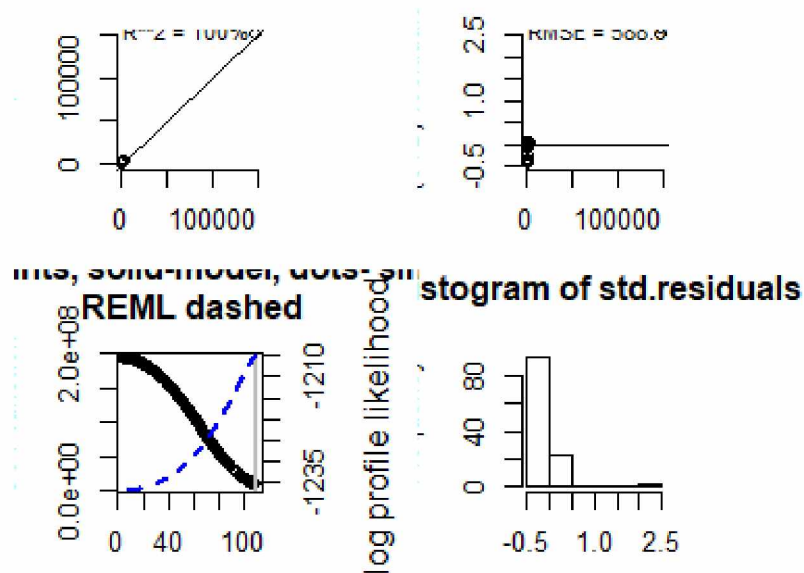 R**2 = 100%
100000
0
0 100000
2.5
1.0
-0.5
0 100000
REML dashed
2.0e+08
0.0e+00
-1210
-1235
0 40 100
log profile likelihood
stogram of std.residuals
80
40
0
-0.5 1.0 2.5